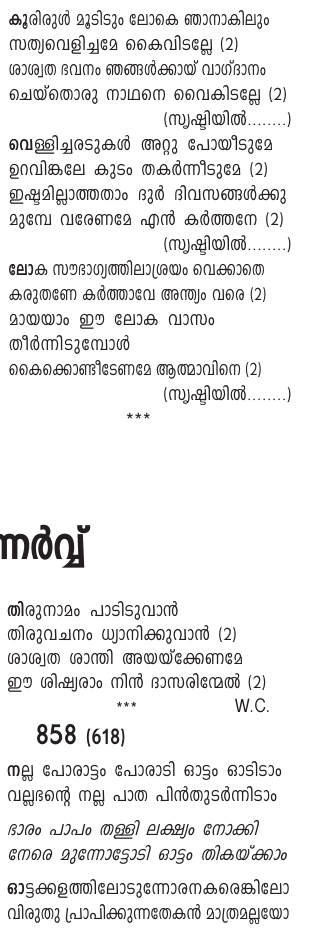 കൂരിരുൾ മൂടിടും ലോകെ ഞാനാകിലും
സത്യവെളിച്ചമേ കൈവിടല്ലേ (2)
ശാശ്വത ഭവനം ഞങ്ങൾക്കായ് വാഗ്ദാനം
ചെയ്തൊരു നാഥനെ വൈകിടല്ലേ (2)
(സൃഷ്ടിയിൽ........)
വെള്ളിച്ചരടുകൾ അറ്റു പോയീടുമേ
ഉറവിങ്കലേ കുടം തകർന്നീടുമേ (2)
ഇഷ്ടമില്ലാത്തതാം ദുർ ദിവസങ്ങൾക്കു
മുമ്പേ വരേണമേ എൻ കർത്തനേ (2)
(സൃഷ്ടിയിൽ........)
ലോക സൗഭാഗ്യത്തിലാശ്രയം വെക്കാതെ
കരുതണേ കർത്താവേ അന്ത്യം വരെ (2)
മായയാം ഈ ലോക വാസം
തീർന്നിടുമ്പോൾ
കൈക്കൊണ്ടീടേണമേ ആത്മാവിനെ (2)
(സൃഷ്ടിയിൽ........)
***
ണർവ്വ്
തിരുനാമം പാടിടുവാൻ
തിരുവചനം ധ്യാനിക്കുവാൻ (2)
ശാശ്വത ശാന്തി അയയ്ക്കേണമേ
ഈ ശിഷ്യരാം നിൻ ദാസരിന്മേൽ (2)
*** W.C.
858 (618)
നല്ല പോരാട്ടം പോരാടി ഓട്ടം ഓടിടാം
വല്ലഭന്റെ നല്ല പാത പിൻതുടർന്നിടാം
ഭാരം പാപം തള്ളി ലക്ഷ്യം നോക്കി
നേരെ മുന്നോട്ടോടി ഓട്ടം തികയ്ക്കാം
ഓട്ടക്കളത്തിലോടുന്നോരനകരെങ്കിലോ
വിരുതു പ്രാപിക്കുന്നതേകൻ മാത്രമല്ലയോ